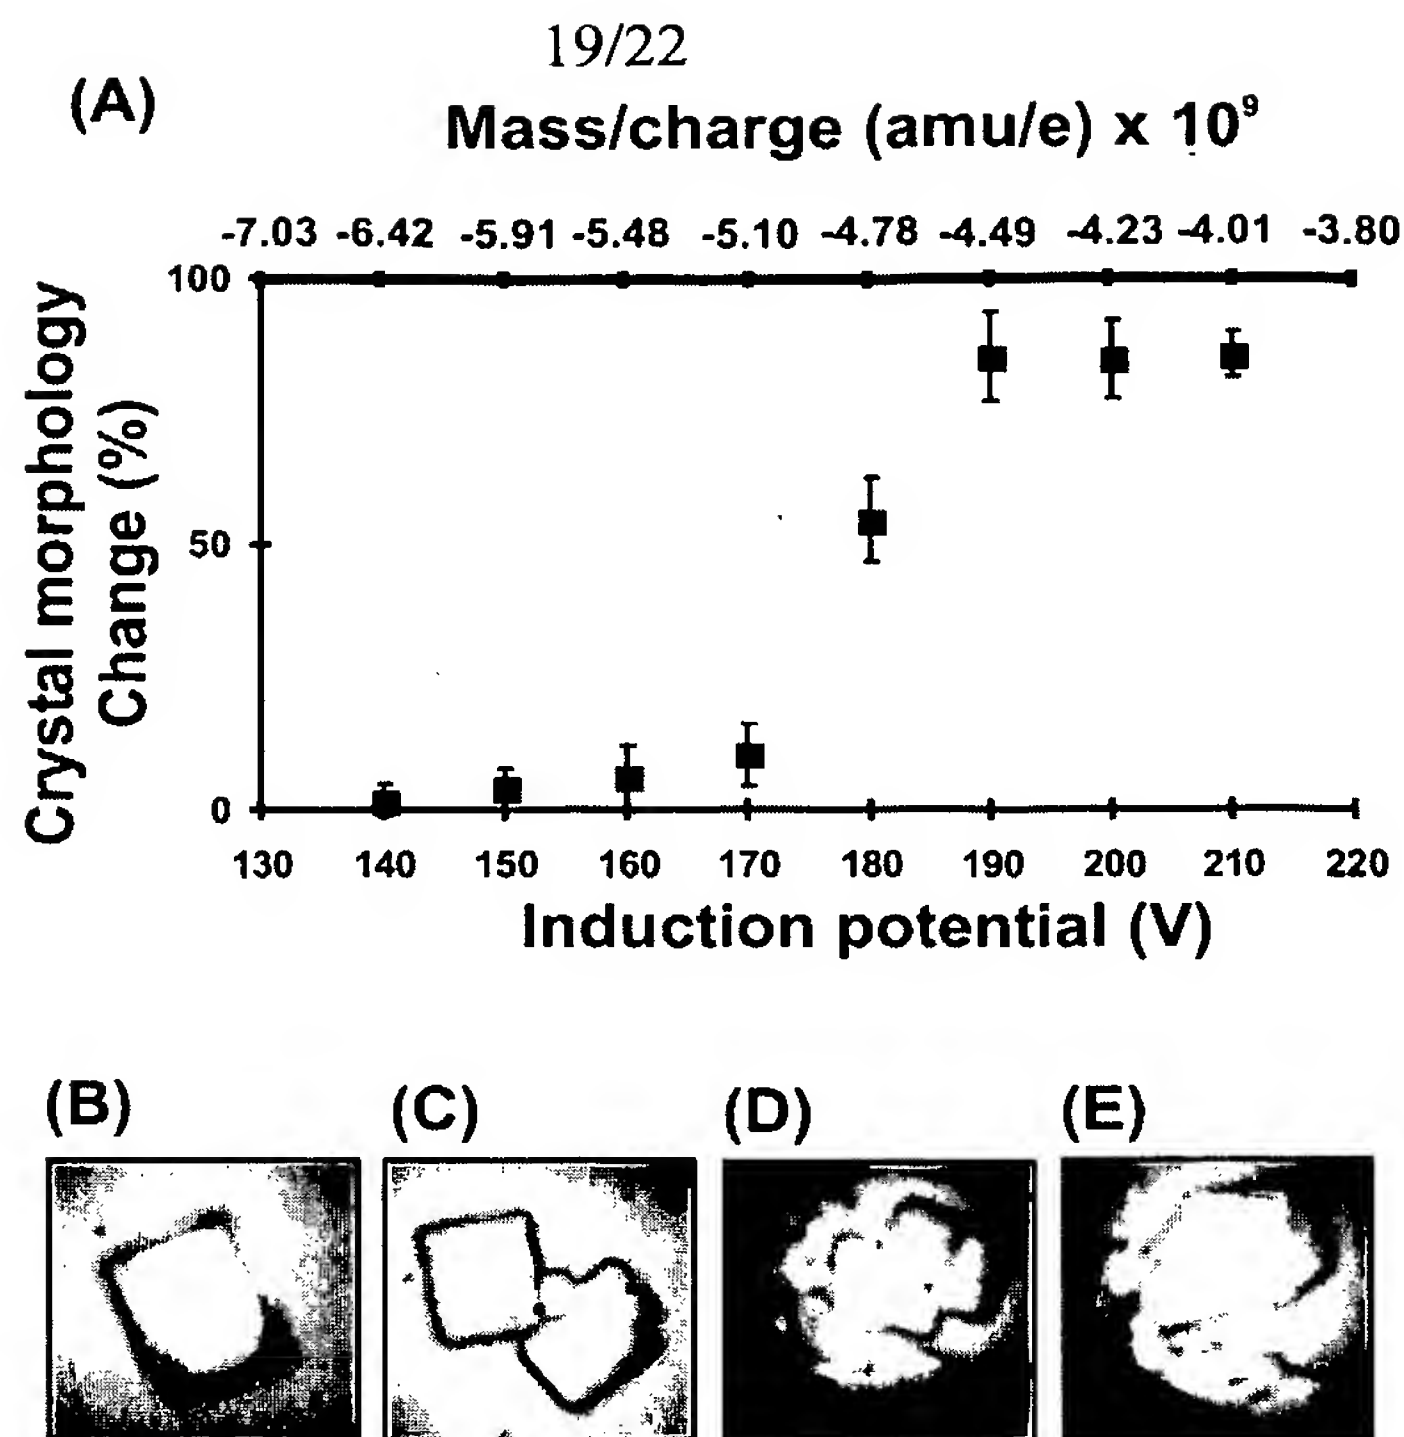 19/22
(A)
Mass/charge (amu/e) x 10⁹
-7.03 -6.42 -5.91 -5.48 -5.10 -4.78 -4.49 -4.23 -4.01 -3.80
Crystal morphology
Change (%)
100
50
0
130 140 150 160 170 180 190 200 210 220
Induction potential (V)
(B) (C) (D) (E)